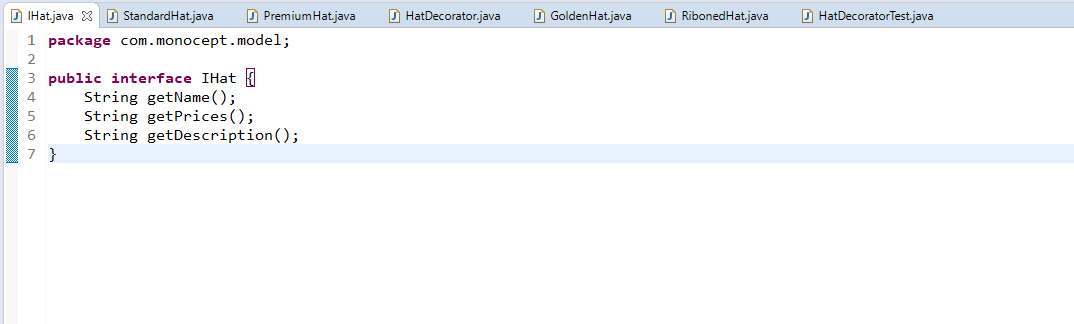 IHat.java StandardHat.java PremiumHat.java HatDecorator.java GoldenHat.java RibonedHat.java HatDecoratorTest.java
1 package com.monocept.model;
2
3 public interface IHat {
4     String getName();
5     String getPrices();
6     String getDescription();
7 }